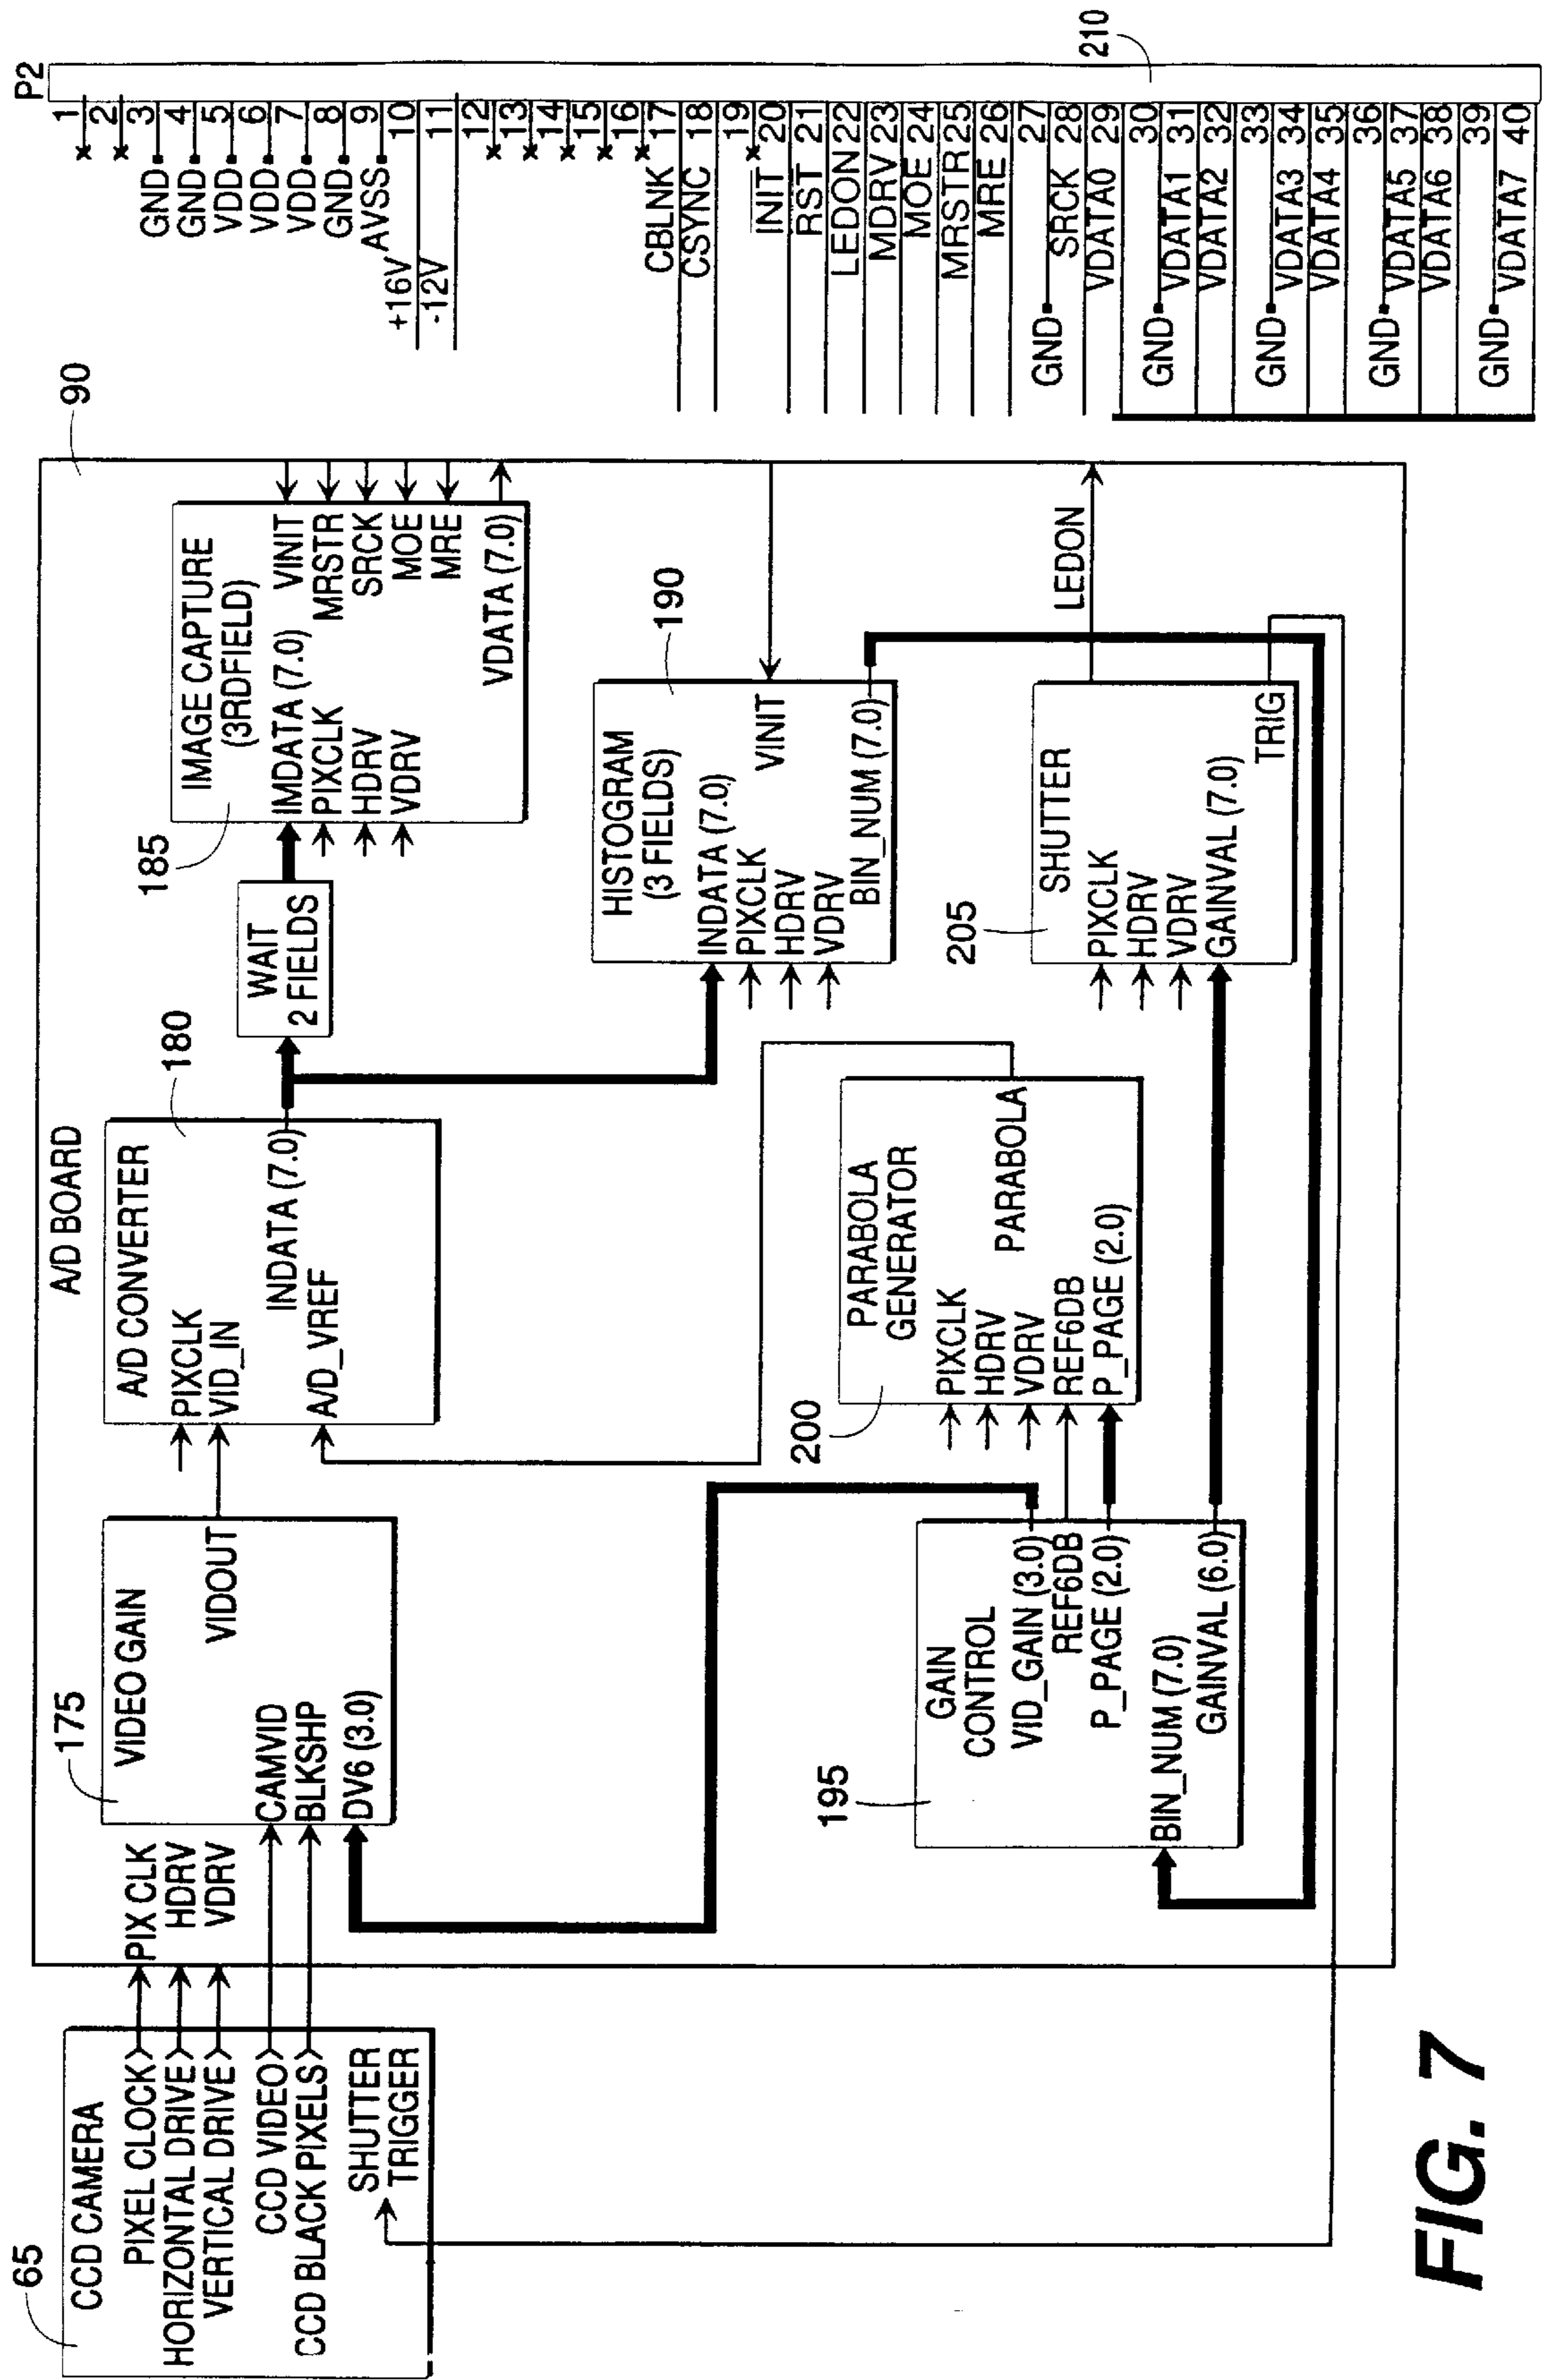 65
CCD CAMERA
PIXEL CLOCK
HORIZONTAL DRIVE
VERTICAL DRIVE
CCD VIDEO
CCD BLACK PIXELS
SHUTTER
TRIGGER
90
A/D BOARD
PIX CLK
HDRV
VDRV
175
VIDEO GAIN
VIDOUT
CAMVID
BLKSHP
DV6 (3.0)
180
A/D CONVERTER
PIXCLK
VID_IN
INDATA (7.0)
A/D_VREF
WAIT
2 FIELDS
185
IMAGE CAPTURE
(3RDFIELD)
IMDATA (7.0)
PIXCLK
HDRV
VDRV
VINIT
MRSTR
SRCK
MOE
MRE
VDATA (7.0)
190
HISTOGRAM
(3 FIELDS)
INDATA (7.0)
PIXCLK
HDRV
VDRV
VINIT
BIN_NUM (7.0)
195
GAIN
CONTROL
VID_GAIN (3.0)
REF6DB
P_PAGE (2.0)
BIN_NUM (7.0)
GAINVAL (6.0)
200
PARABOLA
GENERATOR
PIXCLK
HDRV
VDRV
REF6DB
P_PAGE (2.0)
PARABOLA
205
SHUTTER
PIXCLK
HDRV
VDRV
GAINVAL (7.0)
TRIG
LEDON
P2
1
2
GND 3
GND 4
VDD 5
VDD 6
VDD 7
GND 8
AVSS 9
+16V 10
-12V 11
12
13
14
15
16
CBLNK 17
CSYNC 18
19
INIT 20
RST 21
LEDON 22
MDRV 23
MOE 24
MRSTR 25
MRE 26
GND 27
SRCK 28
VDATA0 29
GND 30
VDATA1 31
VDATA2 32
GND 33
VDATA3 34
VDATA4 35
GND 36
VDATA5 37
VDATA6 38
GND 39
VDATA7 40
210
FIG. 7